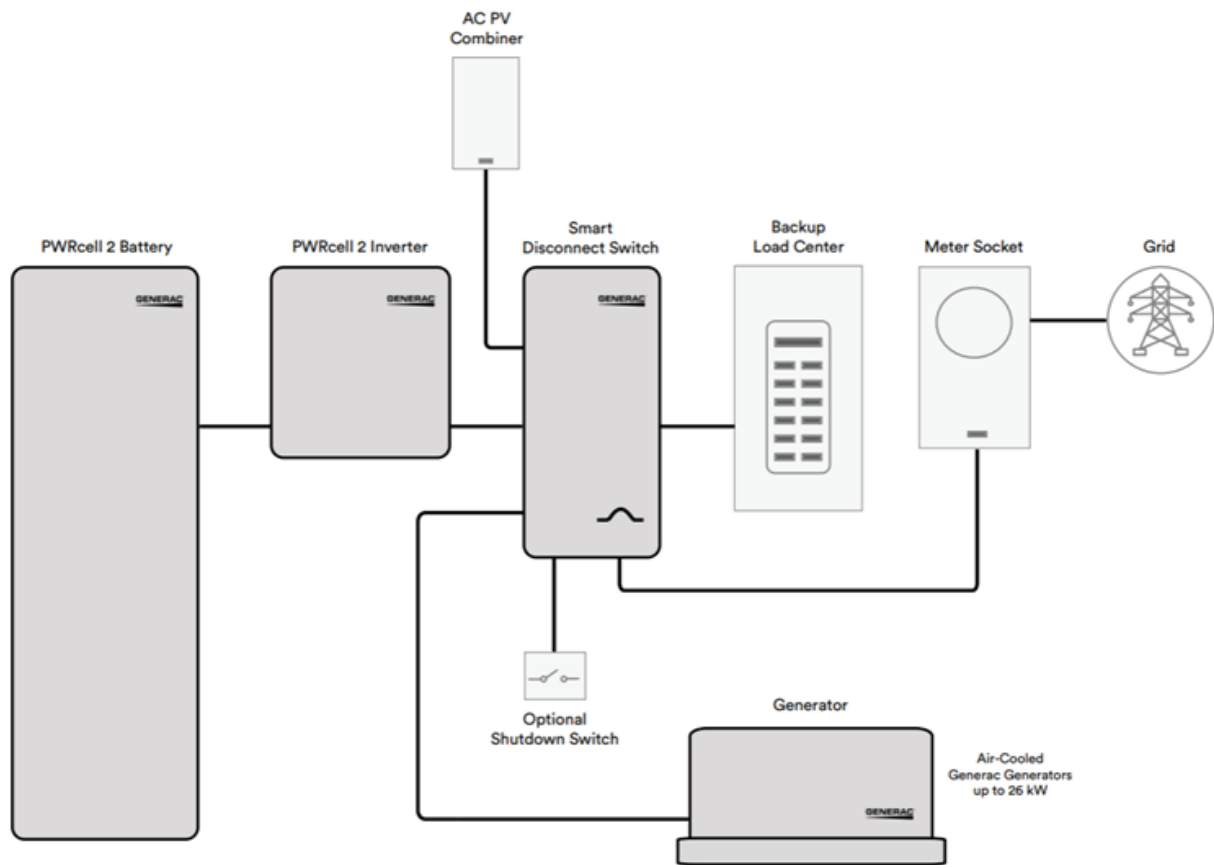 AC PV
Combiner
PWRcell 2 Battery
GENERAC
PWRcell 2 Inverter
GENERAC
Smart
Disconnect Switch
GENERAC
Backup
Load Center
Meter Socket
Grid
Optional
Shutdown Switch
Generator
GENERAC
Air-Cooled
Generac Generators
up to 26 kW